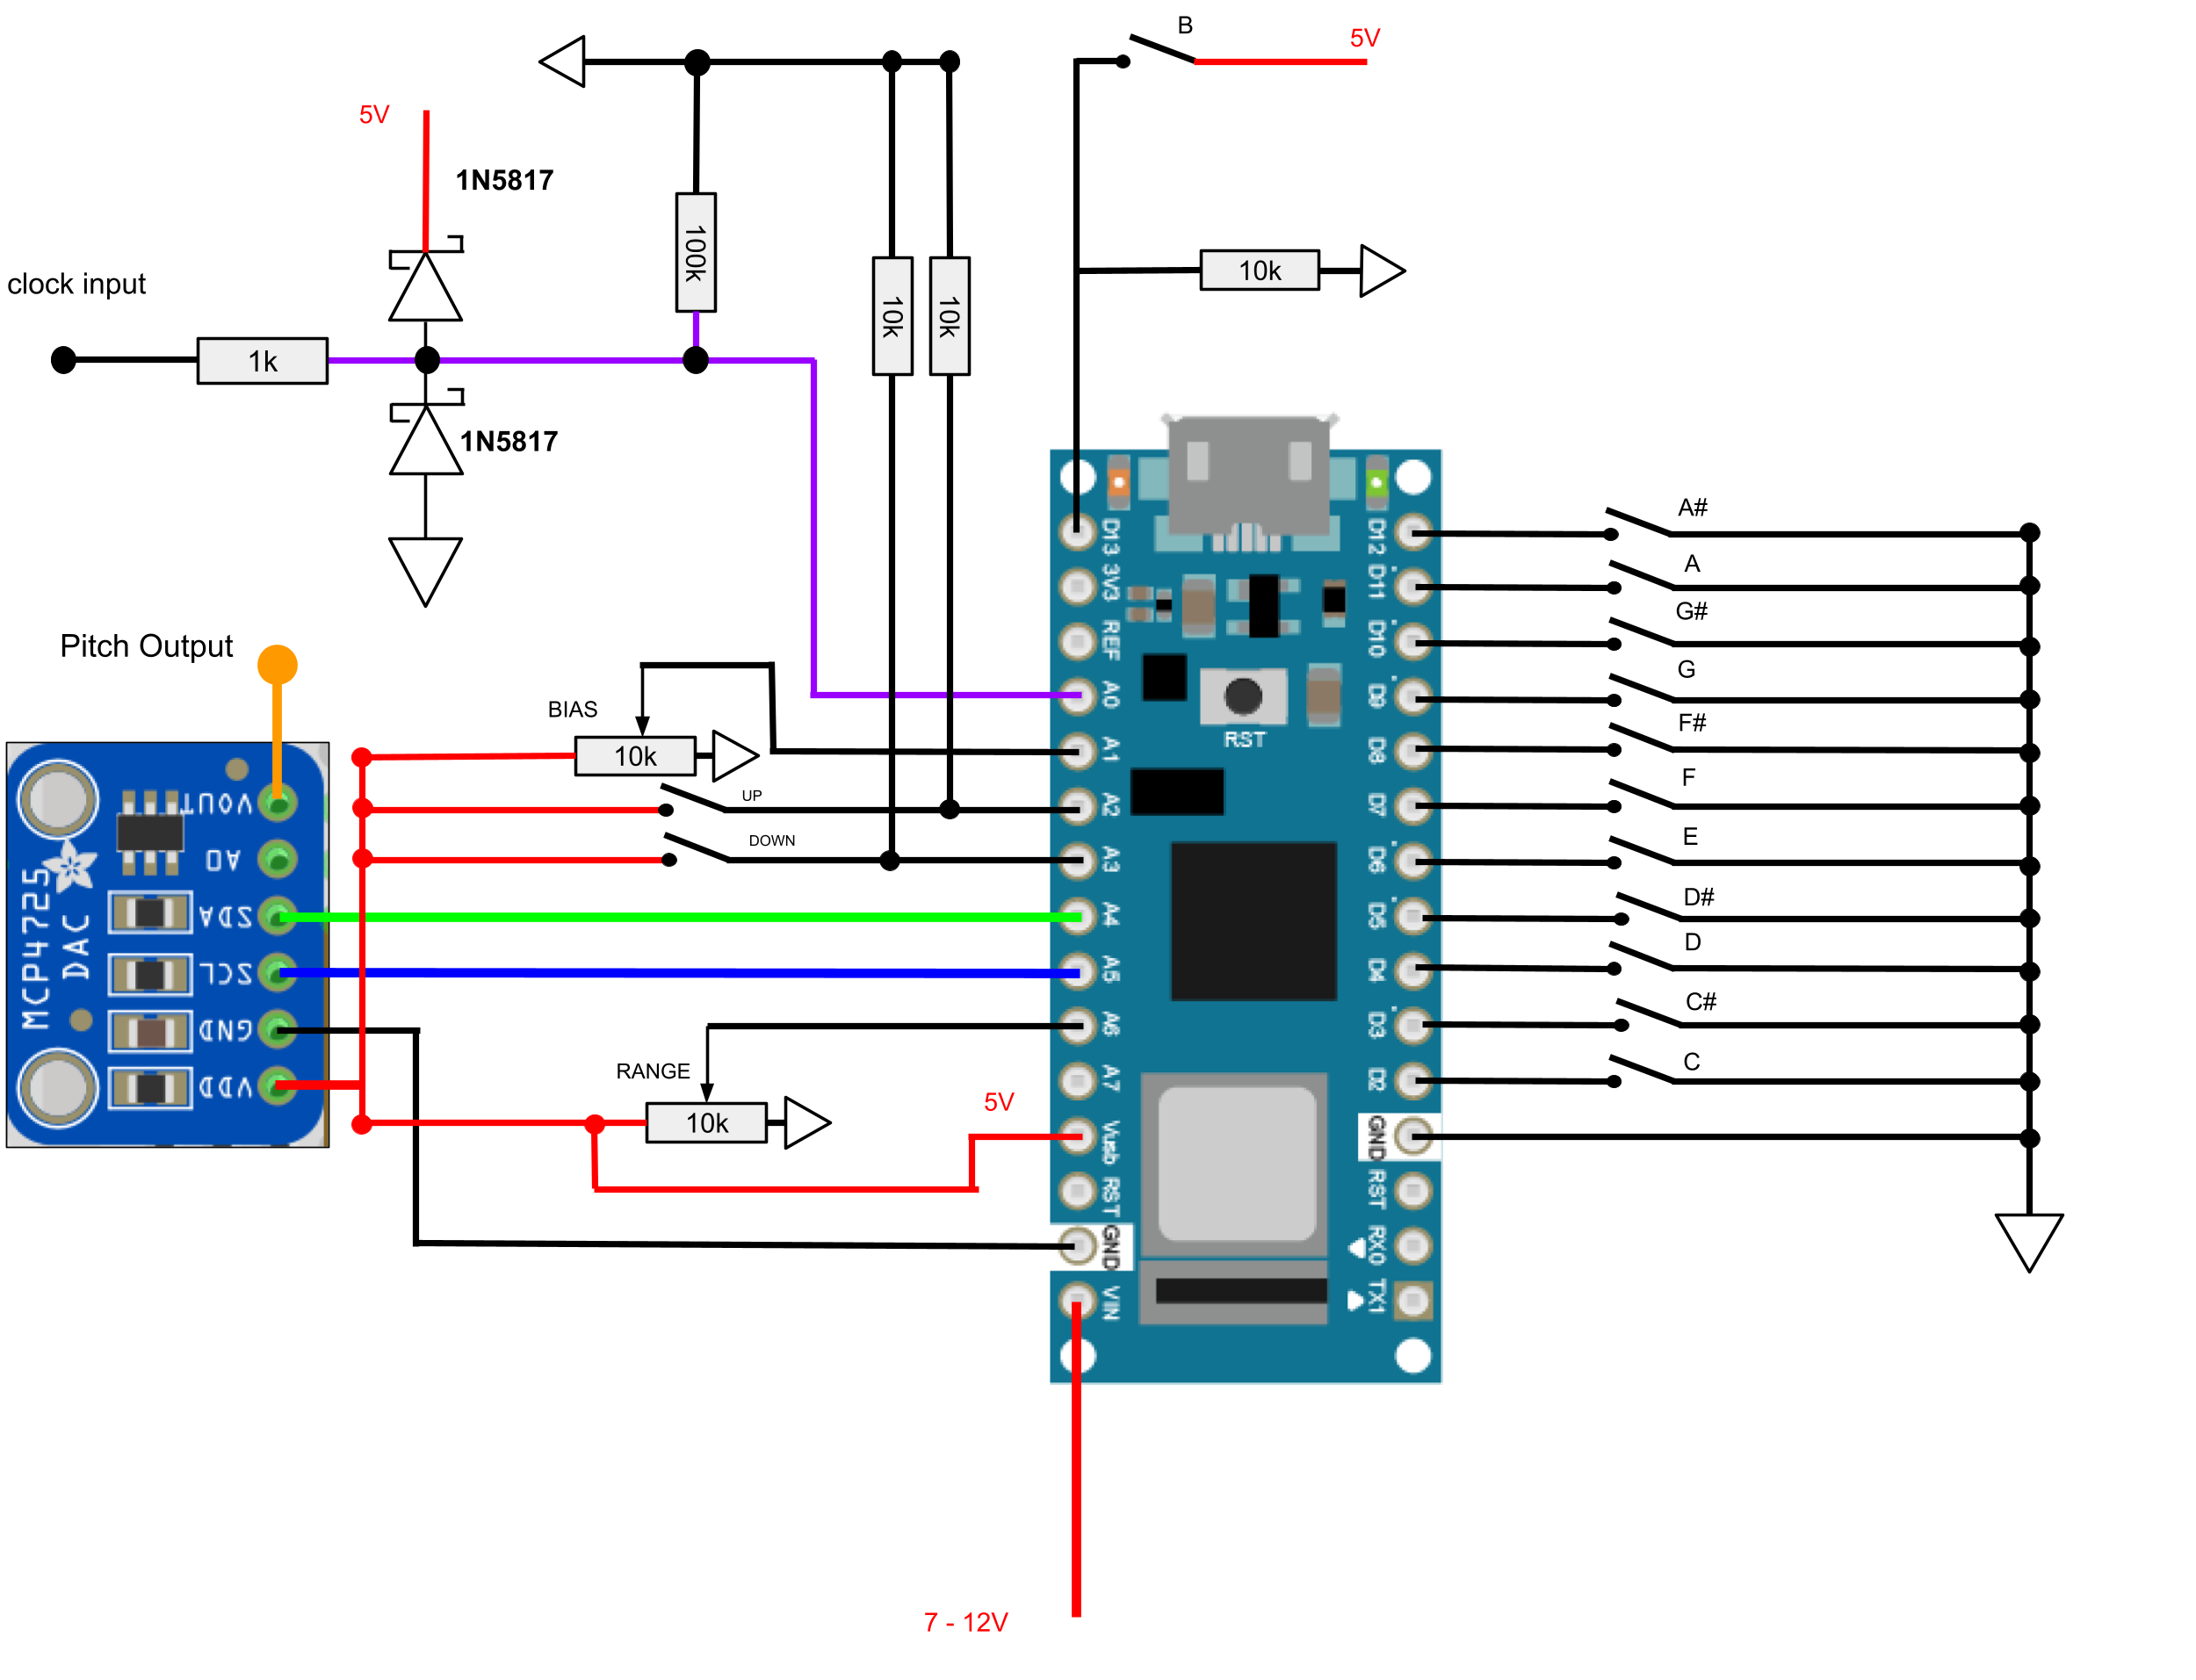 B
5V
5V
1N5817
clock input
100k
10k
10k
10k
1k
1N5817
A#
A
G#
G
F#
F
E
D#
D
C#
C
Pitch Output
BIAS
10k
UP
DOWN
RANGE
10k
5V
7 - 12V
MCP4725
DAC
VOUT
A0
SDA
SCL
GND
VDD
D13
3V3
REF
A0
A1
A2
A3
A4
A5
A6
A7
Vusb
RST
GND
VIN
RST
D12
D11
D10
D9
D8
D7
D6
D5
D4
D3
D2
GND
RST
RX0
TX1